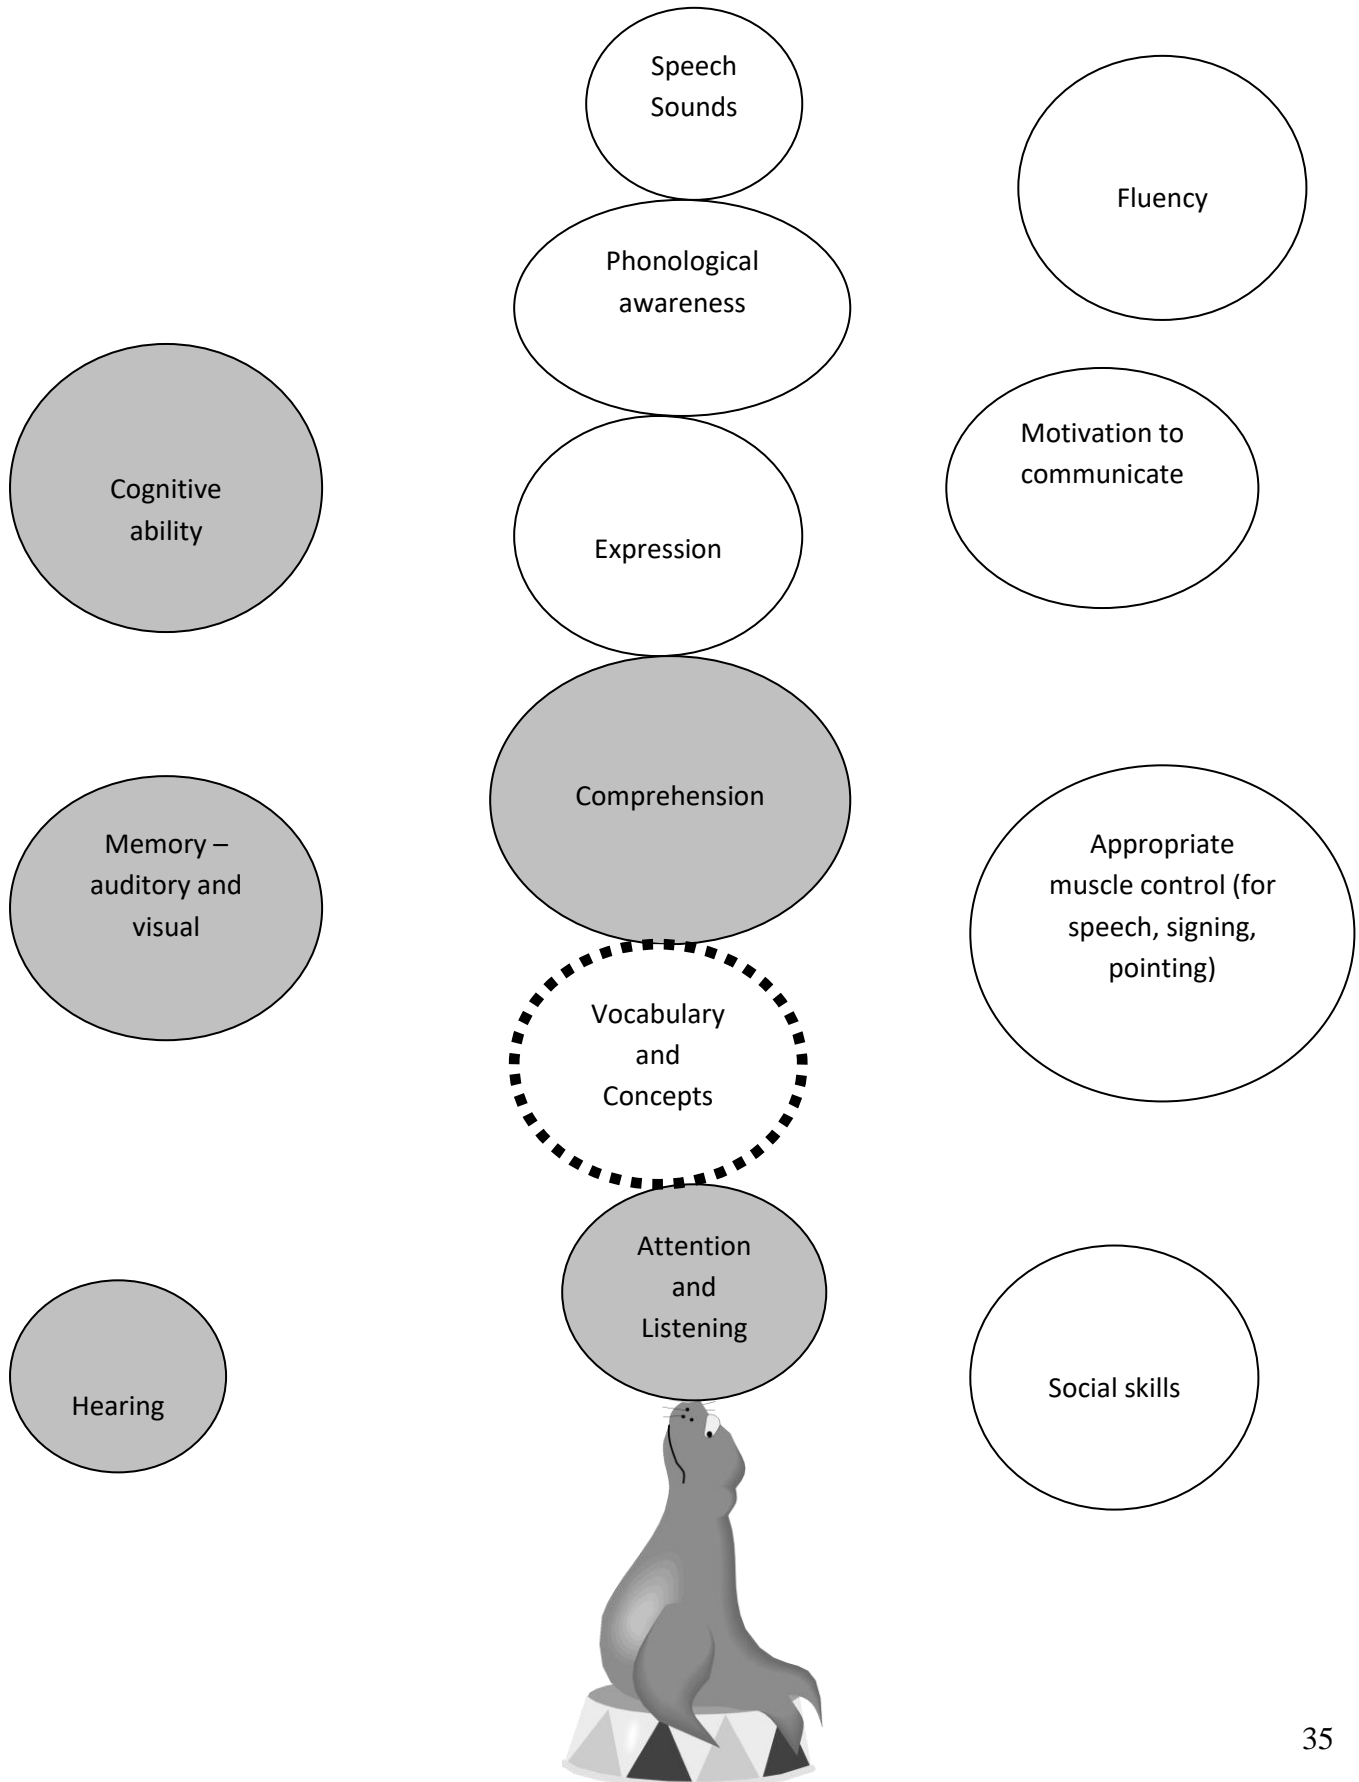 Speech
Sounds
Fluency
Phonological
awareness
Motivation to
communicate
Cognitive
ability
Expression
Comprehension
Memory –
auditory and
visual
Appropriate
muscle control (for
speech, signing,
pointing)
Vocabulary
and
Concepts
Attention
and
Listening
Hearing
Social skills
35